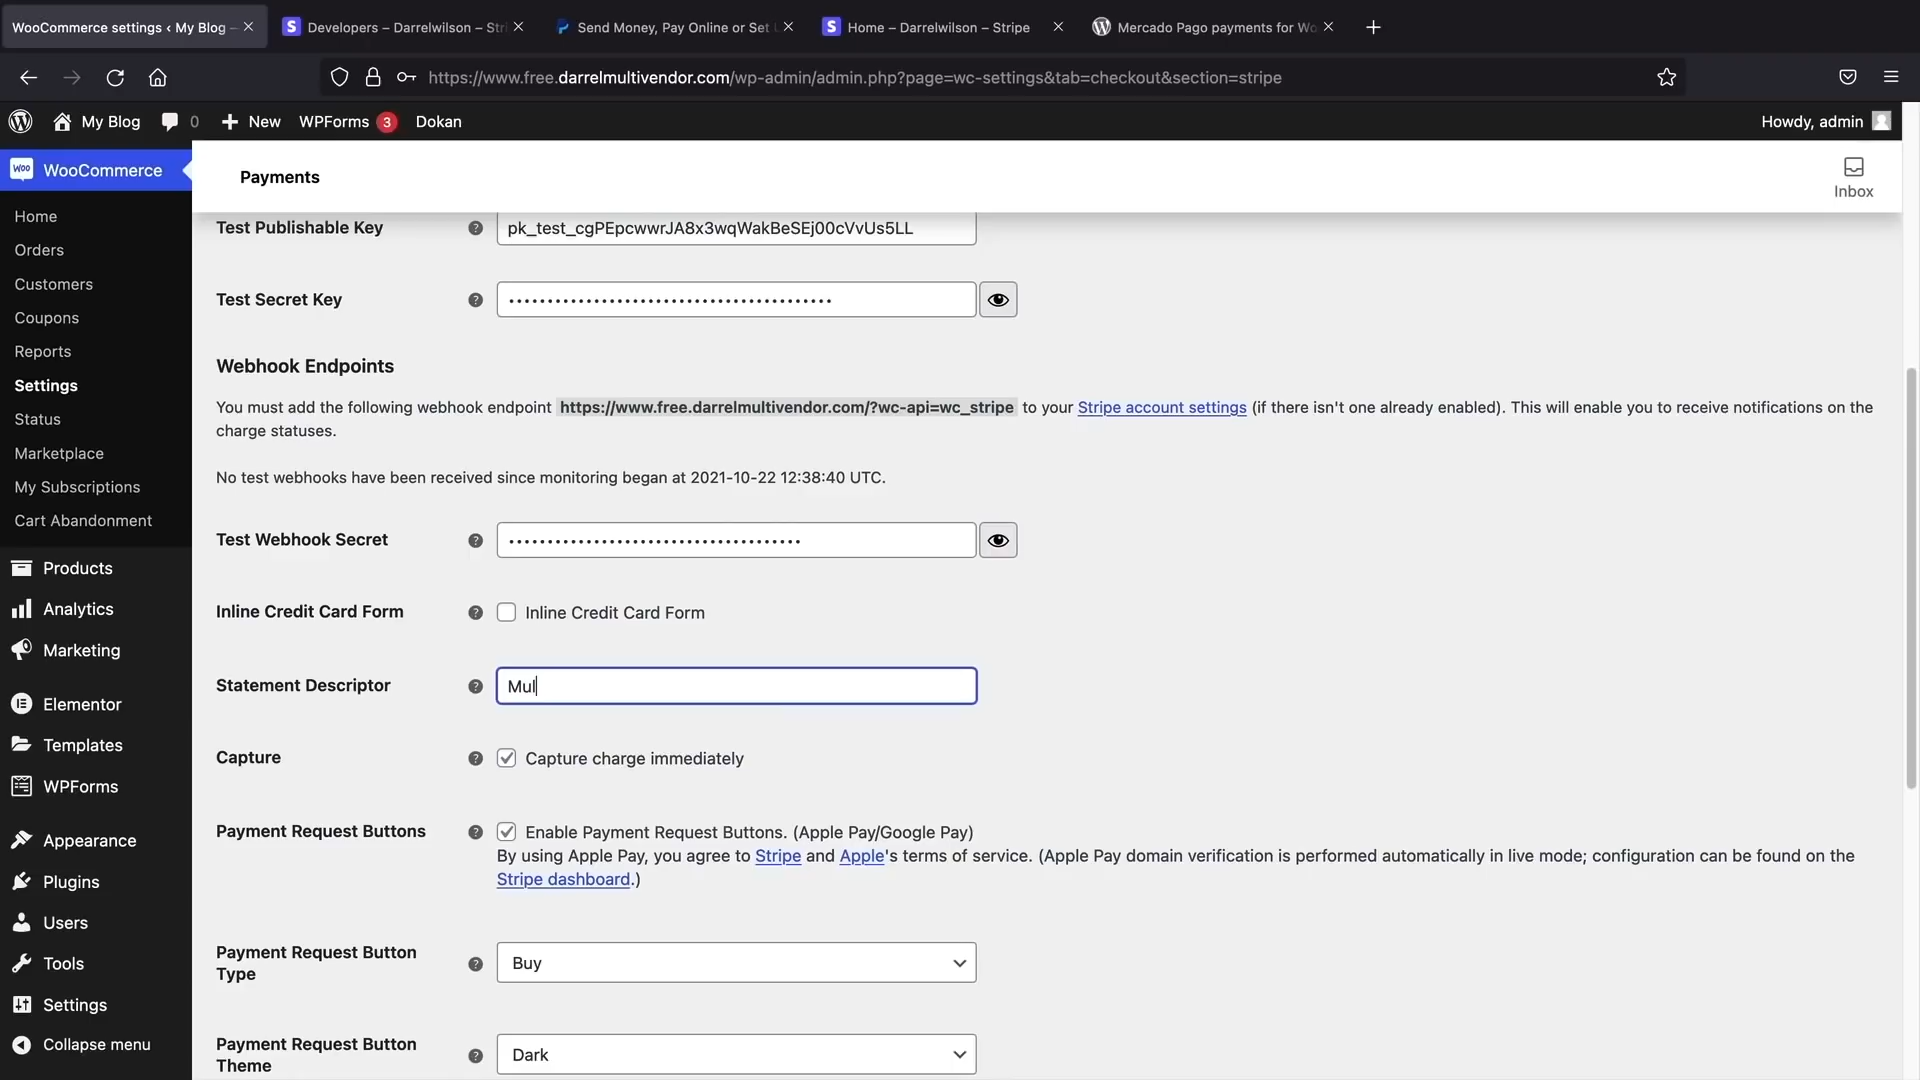 WooCommerce settings ‹ My Blog –
Developers – Darrelwilson – Stri
Send Money, Pay Online or Set
Home – Darrelwilson – Stripe
Mercado Pago payments for Wo
https://www.free.darrelmultivendor.com/wp-admin/admin.php?page=wc-settings&tab=checkout&section=stripe
My Blog
0
New
WPForms 3
Dokan
Howdy, admin
Woo WooCommerce
Home
Orders
Customers
Coupons
Reports
Settings
Status
Marketplace
My Subscriptions
Cart Abandonment
Products
Analytics
Marketing
Elementor
Templates
WPForms
Appearance
Plugins
Users
Tools
Settings
Collapse menu
Payments
Inbox
Test Publishable Key ? pk_test_cgPEpcwwrJA8x3wqWakBeSEj00cVvUs5LL
Test Secret Key ?
Webhook Endpoints
You must add the following webhook endpoint https://www.free.darrelmultivendor.com/?wc-api=wc_stripe to your Stripe account settings (if there isn't one already enabled). This will enable you to receive notifications on the
charge statuses.
No test webhooks have been received since monitoring began at 2021-10-22 12:38:40 UTC.
Test Webhook Secret ?
Inline Credit Card Form ? Inline Credit Card Form
Statement Descriptor ? Mul
Capture ? Capture charge immediately
Payment Request Buttons ? Enable Payment Request Buttons. (Apple Pay/Google Pay)
By using Apple Pay, you agree to Stripe and Apple's terms of service. (Apple Pay domain verification is performed automatically in live mode; configuration can be found on the
Stripe dashboard.)
Payment Request Button
Type ? Buy
Payment Request Button
Theme ? Dark